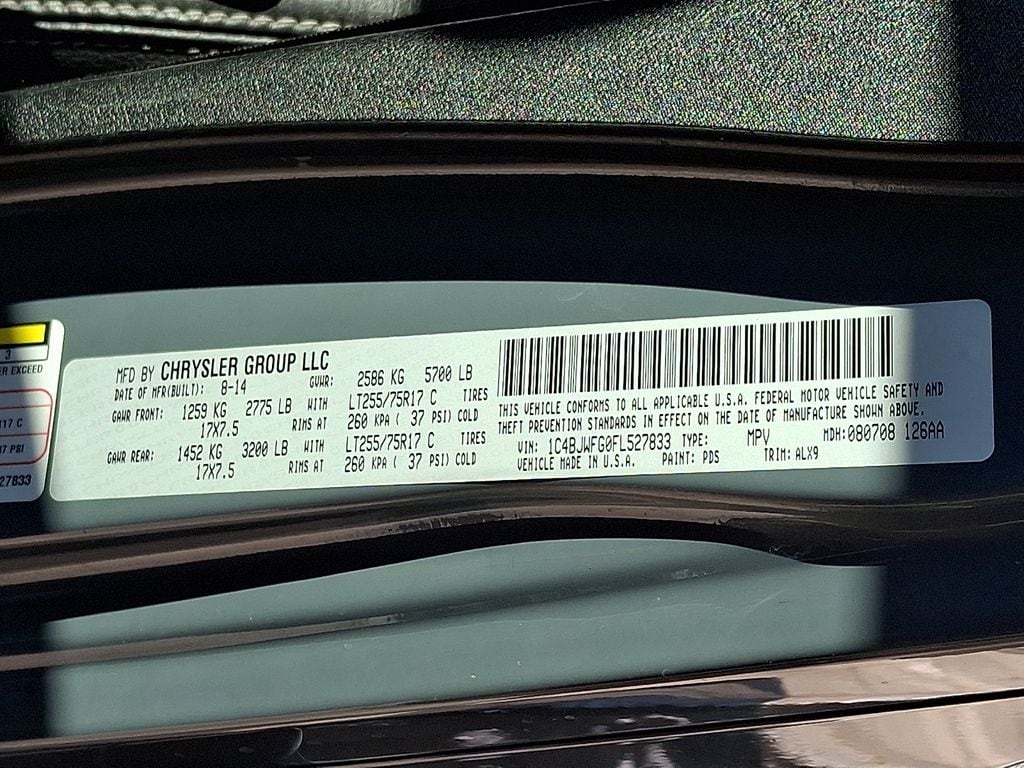 3
ER EXCEED
R17 C
37 PSI
27833
MFD BY CHRYSLER GROUP LLC
DATE OF MFR(BUILT): 8-14 GVWR: 2586 KG 5700 LB
GAWR FRONT: 1259 KG 2775 LB WITH LT255/75R17 C TIRES
17X7.5 RIMS AT 260 KPA ( 37 PSI) COLD
GAWR REAR: 1452 KG 3200 LB WITH LT255/75R17 C TIRES
17X7.5 RIMS AT 260 KPA ( 37 PSI) COLD
THIS VEHICLE CONFORMS TO ALL APPLICABLE U.S.A. FEDERAL MOTOR VEHICLE SAFETY AND
THEFT PREVENTION STANDARDS IN EFFECT ON THE DATE OF MANUFACTURE SHOWN ABOVE.
VIN: 1C4BJWFG0FL527833 TYPE: MPV MDH:080708 126AA
VEHICLE MADE IN U.S.A. PAINT: PDS TRIM: ALX9